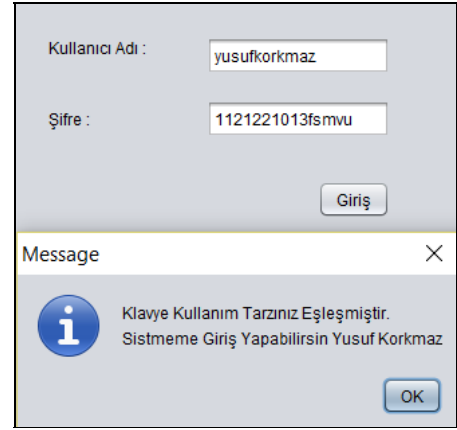 Kullanıcı Adı :
yusufkorkmaz
Şifre :
1121221013fsmvu
Giriş
Message
Klavye Kullanım Tarzınız Eşleşmiştir.
Sistmeme Giriş Yapabilirsin Yusuf Korkmaz
OK